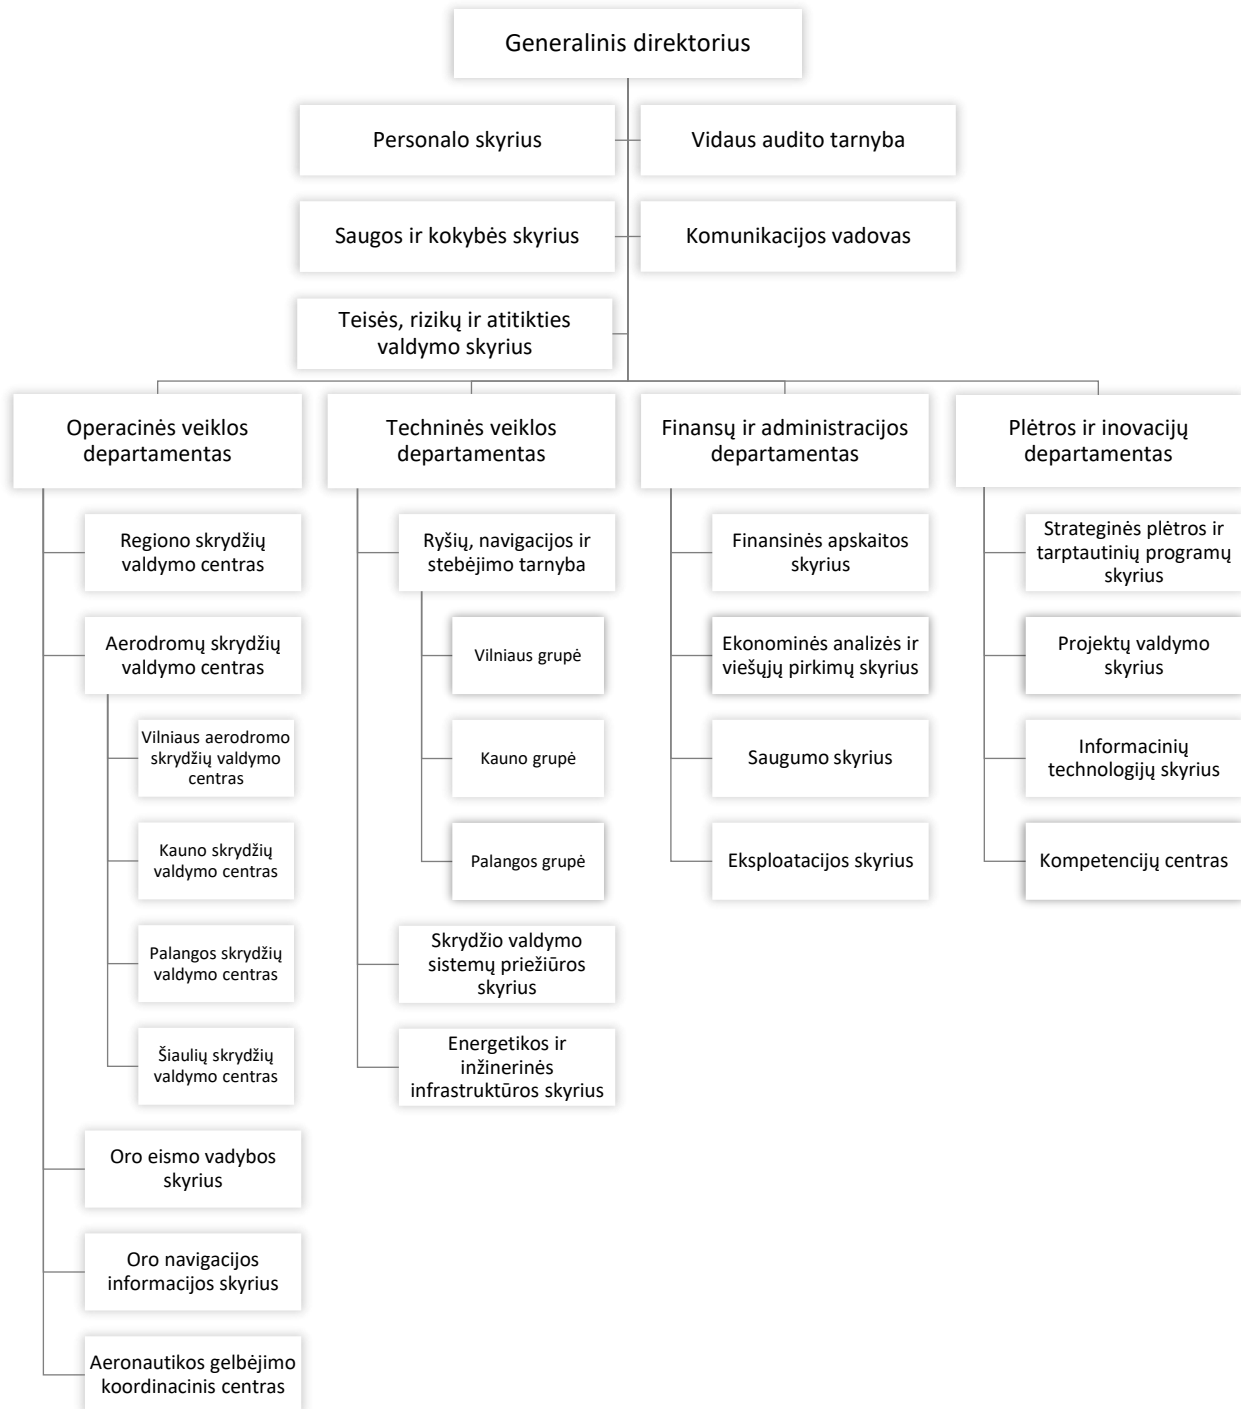 Generalinis direktorius
Personalo skyrius
Vidaus audito tarnyba
Saugos ir kokybės skyrius
Komunikacijos vadovas
Teisės, rizikų ir atitikties
valdymo skyrius
Operacinės veiklos
departamentas
Regiono skrydžių
valdymo centras
Aerodromų skrydžių
valdymo centras
Vilniaus aerodromo
skrydžių valdymo
centras
Kauno skrydžių
valdymo centras
Palangos skrydžių
valdymo centras
Šiaulių skrydžių
valdymo centras
Oro eismo vadybos
skyrius
Oro navigacijos
informacijos skyrius
Aeronautikos gelbėjimo
koordinacinis centras
Techninės veiklos
departamentas
Ryšių, navigacijos ir
stebėjimo tarnyba
Vilniaus grupė
Kauno grupė
Palangos grupė
Skrydžio valdymo
sistemų priežiūros
skyrius
Energetikos ir
inžinerinės
infrastruktūros skyrius
Finansų ir administracijos
departamentas
Finansinės apskaitos
skyrius
Ekonominės analizės ir
viešųjų pirkimų skyrius
Saugumo skyrius
Eksploatacijos skyrius
Plėtros ir inovacijų
departamentas
Strateginės plėtros ir
tarptautinių programų
skyrius
Projektų valdymo
skyrius
Informacinių
technologijų skyrius
Kompetencijų centras